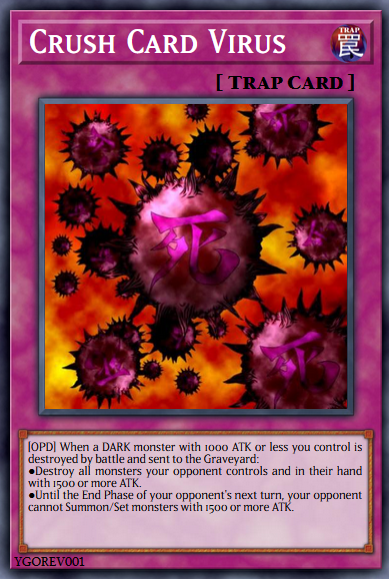 Crush Card Virus
TRAP
罠
[ Trap Card ]
死
死
[OPD] When a DARK monster with 1000 ATK or less you control is
destroyed by battle and sent to the Graveyard:
●Destroy all monsters your opponent controls and in their hand
with 1500 or more ATK.
●Until the End Phase of your opponent's next turn, your opponent
cannot Summon/Set monsters with 1500 or more ATK.
YGOREV001